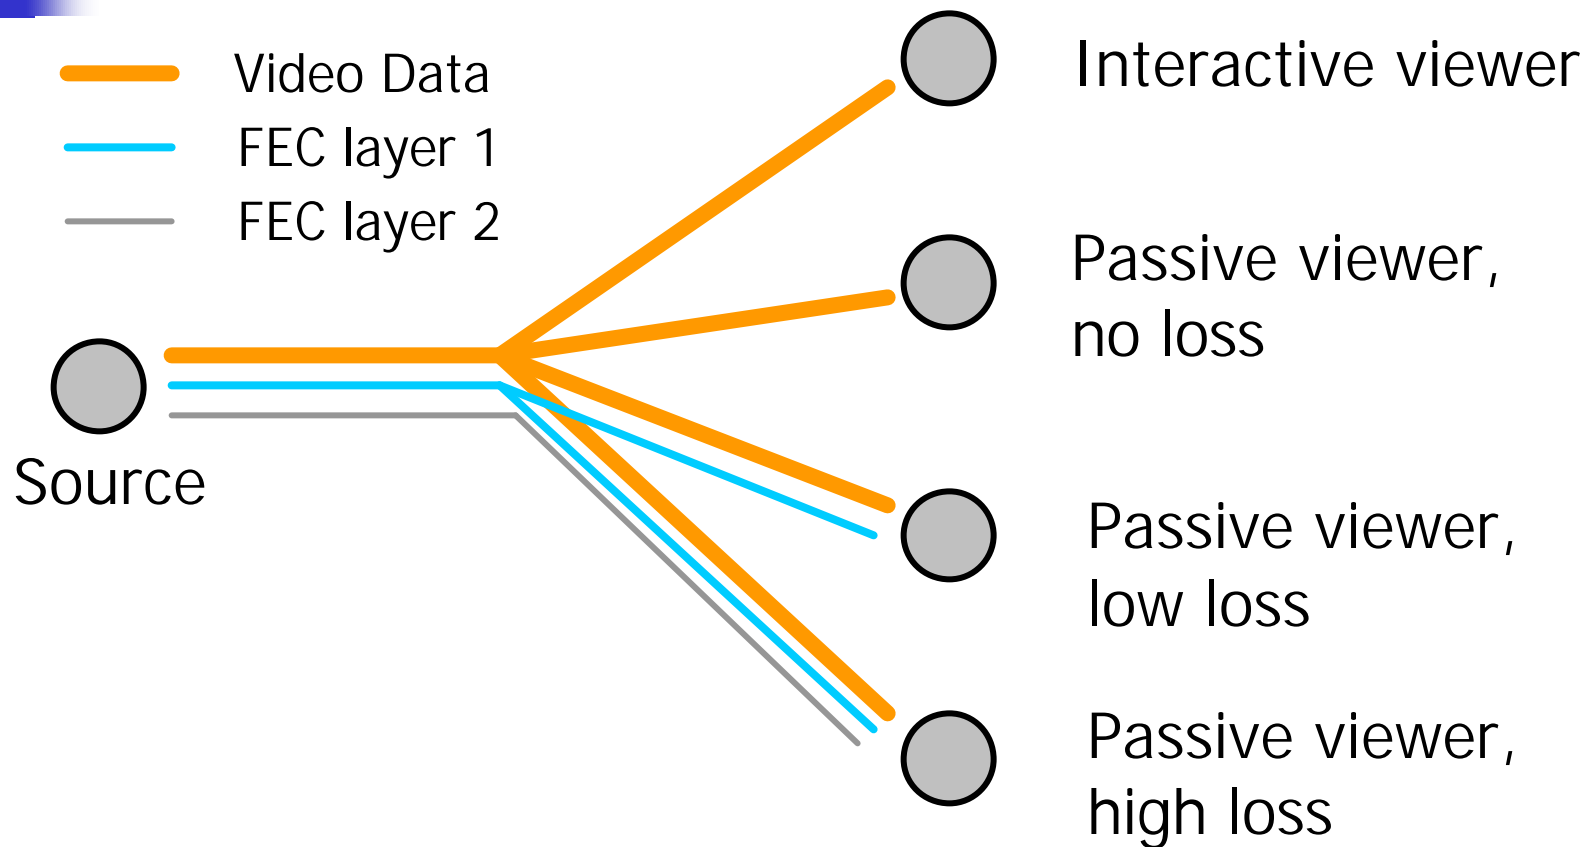 Video Data
FEC layer 1
FEC layer 2
Source
Interactive viewer
Passive viewer,
no loss
Passive viewer,
low loss
Passive viewer,
high loss